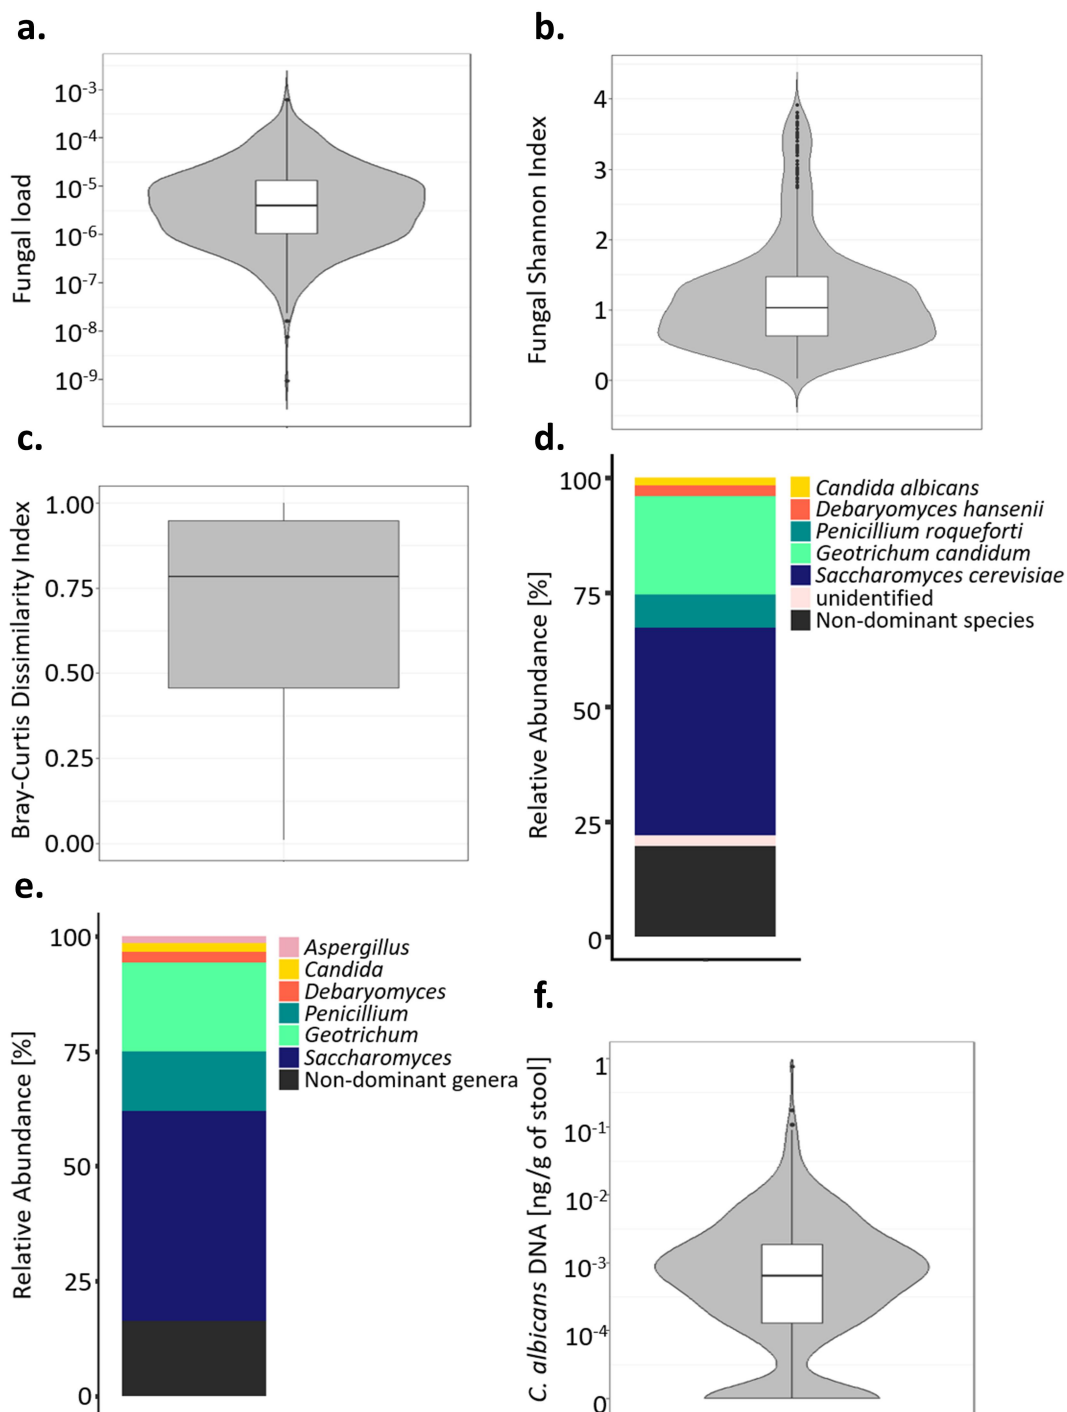 a.
Fungal load
10-3
10-4
10-5
10-6
10-7
10-8
10-9
b.
Fungal Shannon Index
4
3
2
1
0
c.
Bray-Curtis Dissimilarity Index
1.00
0.75
0.50
0.25
0.00
d.
Relative Abundance [%]
100
75
50
25
0
Candida albicans
Debaryomyces hansenii
Penicillium roqueforti
Geotrichum candidum
Saccharomyces cerevisiae
unidentified
Non-dominant species
e.
Relative Abundance [%]
100
75
50
25
0
Aspergillus
Candida
Debaryomyces
Penicillium
Geotrichum
Saccharomyces
Non-dominant genera
f.
C. albicans DNA [ng/g of stool]
1
10-1
10-2
10-3
10-4
0